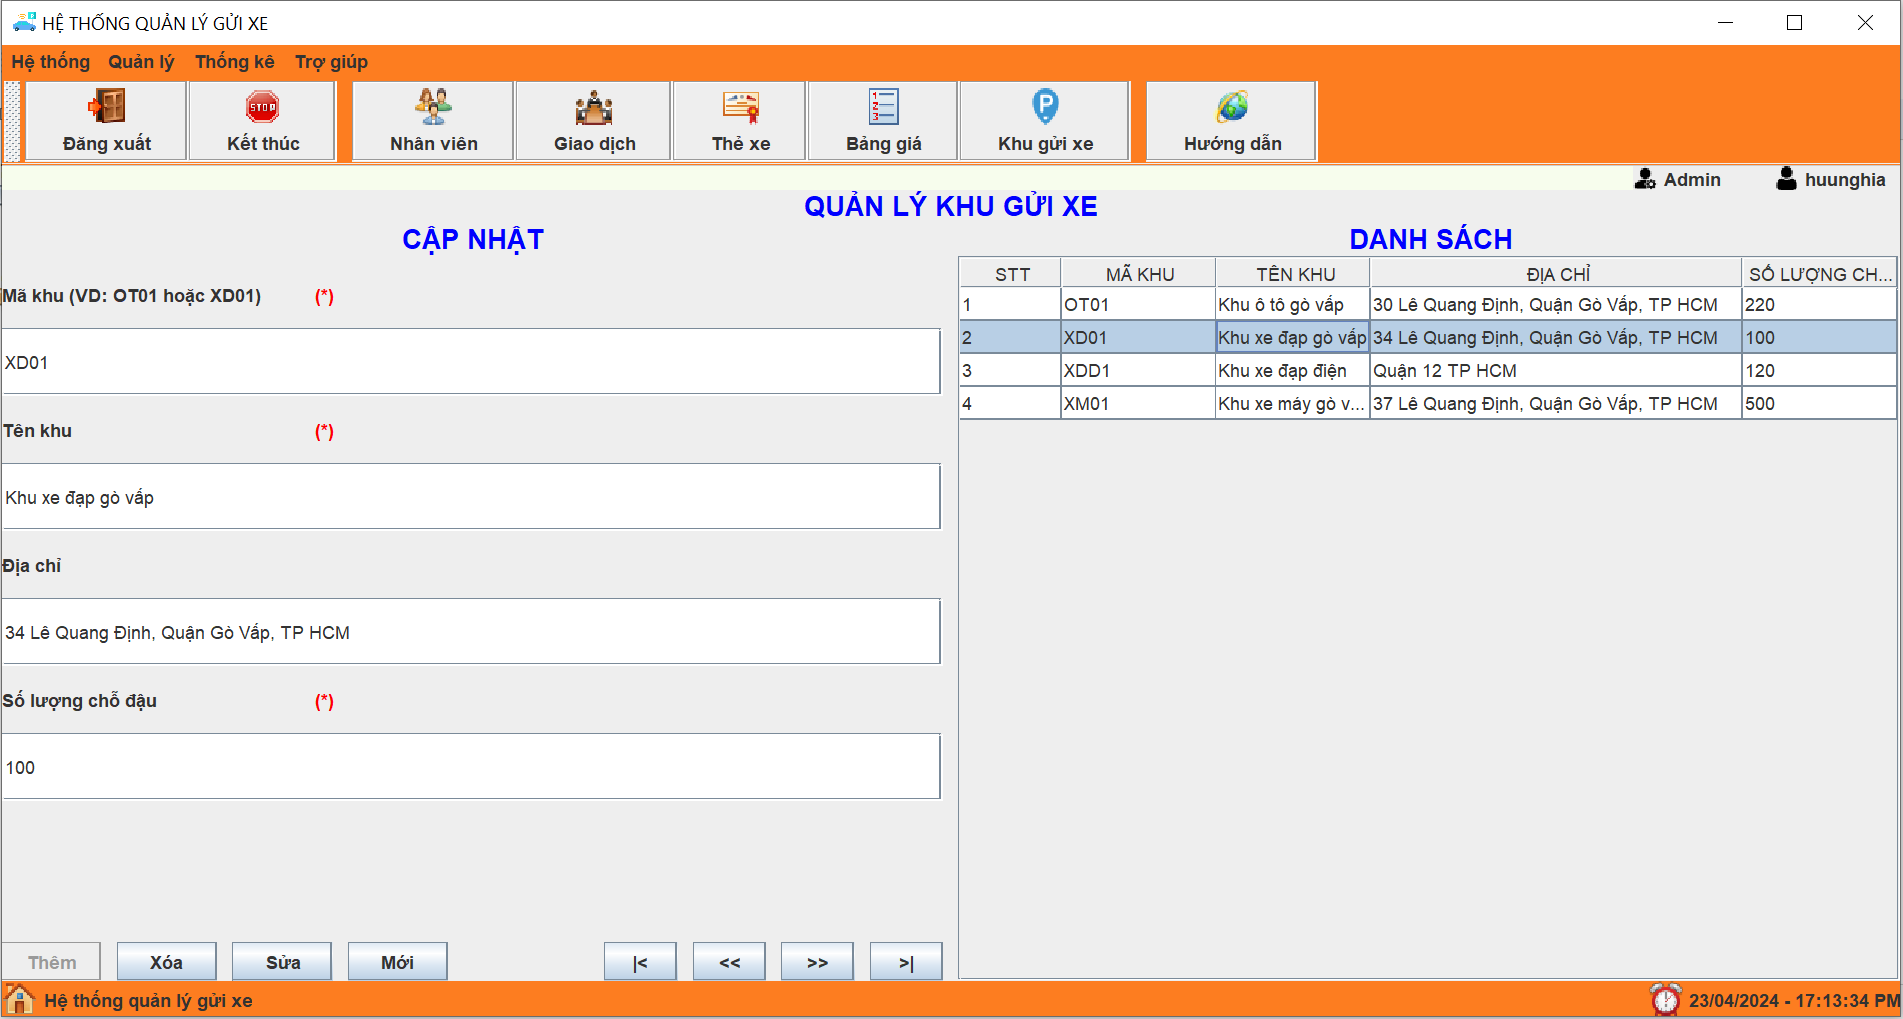 HỆ THỐNG QUẢN LÝ GỬI XE
Hệ thống Quản lý Thống kê Trợ giúp
STOP 1 2 3 P
Đăng xuất Kết thúc Nhân viên Giao dịch Thẻ xe Bảng giá Khu gửi xe Hướng dẫn
Admin huunghia
QUẢN LÝ KHU GỬI XE
CẬP NHẬT
Mã khu (VD: OT01 hoặc XD01) (*)
XD01
Tên khu (*)
Khu xe đạp gò vấp
Địa chỉ
34 Lê Quang Định, Quận Gò Vấp, TP HCM
Số lượng chỗ đậu (*)
100
Thêm Xóa Sửa Mới |< << >> >|
DANH SÁCH
STT MÃ KHU TÊN KHU ĐỊA CHỈ SỐ LƯỢNG CH...
1 OT01 Khu ô tô gò vấp 30 Lê Quang Định, Quận Gò Vấp, TP HCM 220
2 XD01 Khu xe đạp gò vấp 34 Lê Quang Định, Quận Gò Vấp, TP HCM 100
3 XDD1 Khu xe đạp điện Quận 12 TP HCM 120
4 XM01 Khu xe máy gò v... 37 Lê Quang Định, Quận Gò Vấp, TP HCM 500
Hệ thống quản lý gửi xe 23/04/2024 - 17:13:34 PM